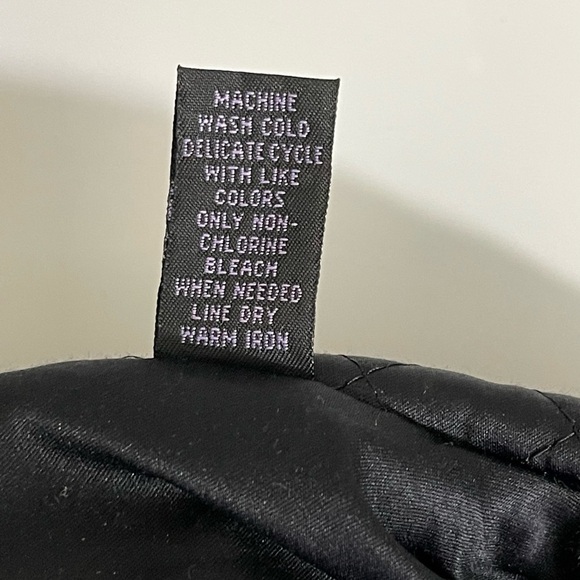 MACHINE
WASH COLD
DELICATE CYCLE
WITH LIKE
COLORS
ONLY NON-
CHLORINE
BLEACH
WHEN NEEDED
LINE DRY
WARM IRON